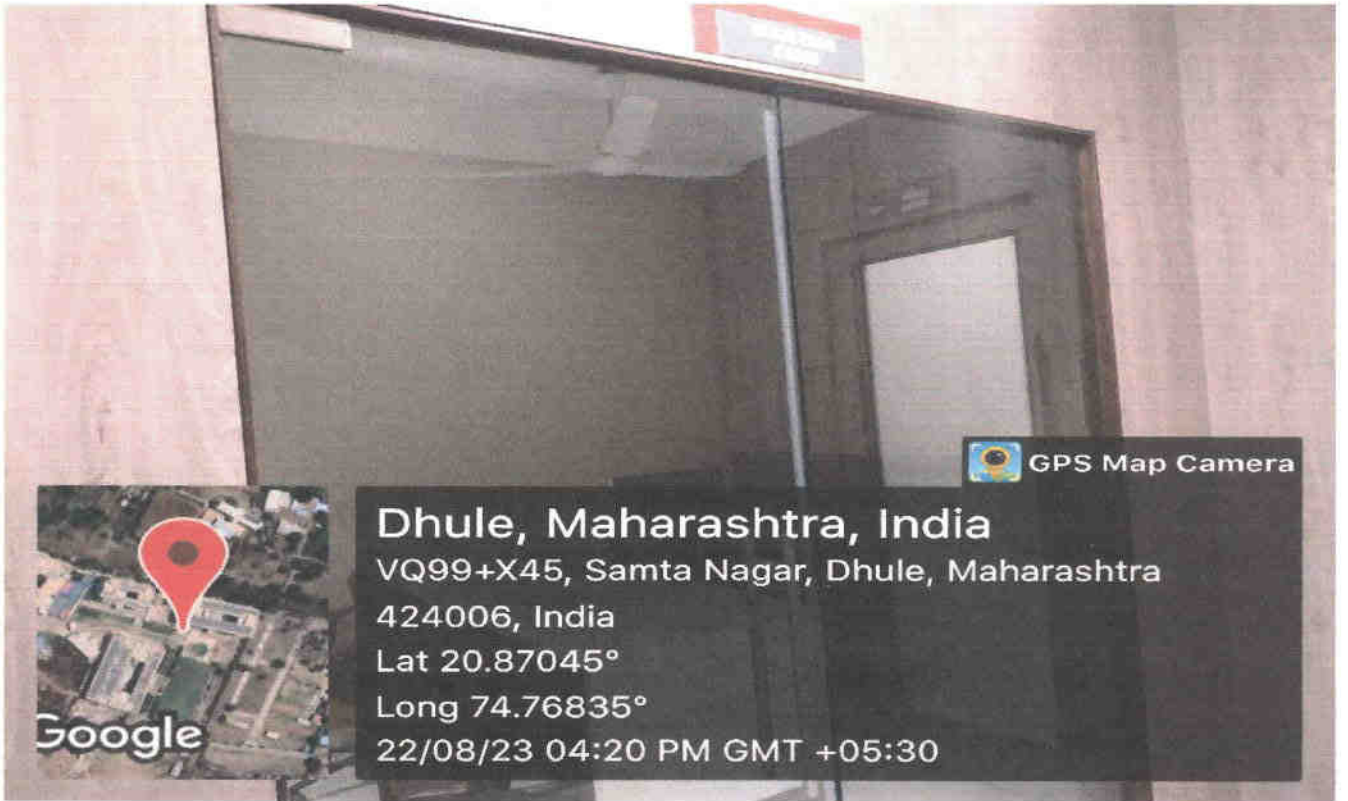 GPS Map Camera
Dhule, Maharashtra, India
VQ99+X45, Samta Nagar, Dhule, Maharashtra
424006, India
Lat 20.87045°
Long 74.76835°
22/08/23 04:20 PM GMT +05:30
Google